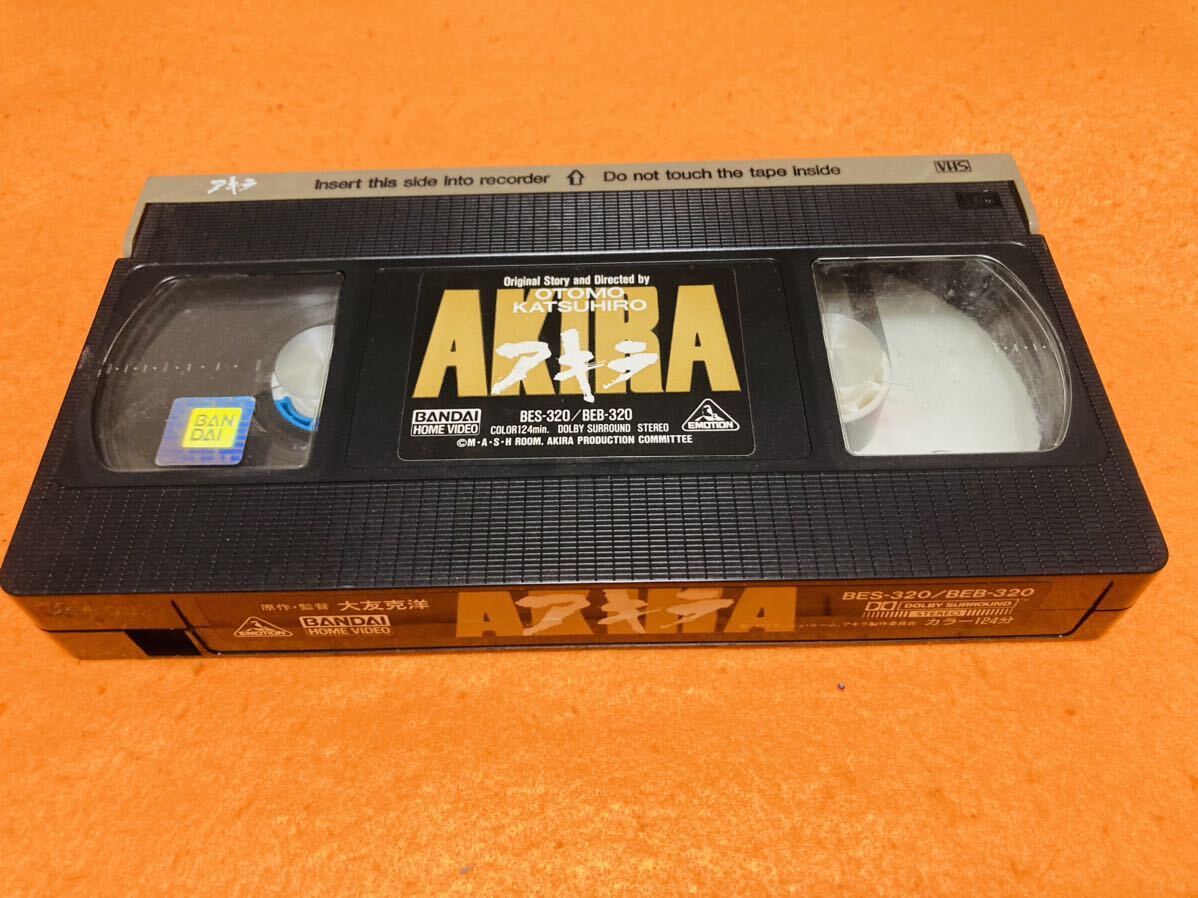 アキラ Insert this side into recorder ⇧ Do not touch the tape inside VHS
Original Story and Directed by
OTOMO
KATSUHIRO
AKIRA
アキラ
BAN
DAI
BANDAI
HOME VIDEO
BES-320/BEB-320
COLOR124min. DOLBY SURROUND STEREO
©M・A・S・H ROOM, AKIRA PRODUCTION COMMITTEE
EMOTION
原作・監督 大友克洋
EMOTION
BANDAI
HOME VIDEO
AKIRA
アキラ
BES-320/BEB-320
DOLBY SURROUND
STEREO
ルーム、アキラ製作委員会 カラー124分